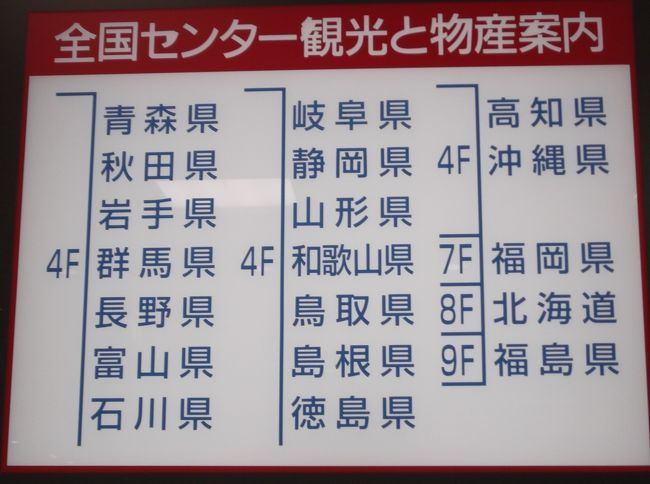 全国センター観光と物産案内
4F
青森県
秋田県
岩手県
群馬県
長野県
富山県
石川県
4F
岐阜県
静岡県
山形県
和歌山県
鳥取県
島根県
徳島県
4F
高知県
沖縄県
7F 福岡県
8F 北海道
9F 福島県